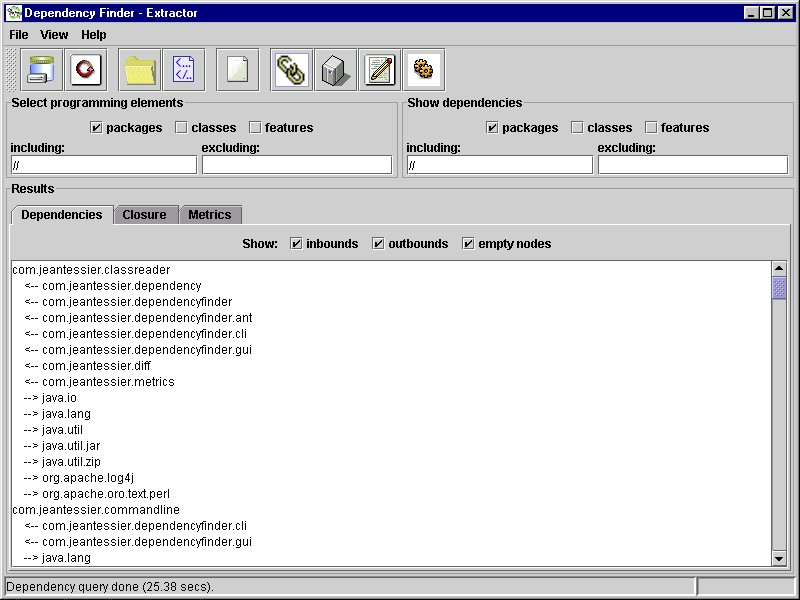 Dependency Finder - Extractor
File View Help
Select programming elements
packages classes features
including: excluding:
//
Show dependencies
packages classes features
including: excluding:
//
Results
Dependencies Closure Metrics
Show: inbounds outbounds empty nodes
com.jeantessier.classreader
<-- com.jeantessier.dependency
<-- com.jeantessier.dependencyfinder
<-- com.jeantessier.dependencyfinder.ant
<-- com.jeantessier.dependencyfinder.cli
<-- com.jeantessier.dependencyfinder.gui
<-- com.jeantessier.diff
<-- com.jeantessier.metrics
--> java.io
--> java.lang
--> java.util
--> java.util.jar
--> java.util.zip
--> org.apache.log4j
--> org.apache.oro.text.perl
com.jeantessier.commandline
<-- com.jeantessier.dependencyfinder.cli
<-- com.jeantessier.dependencyfinder.gui
--> java.lang
Dependency query done (25.38 secs).